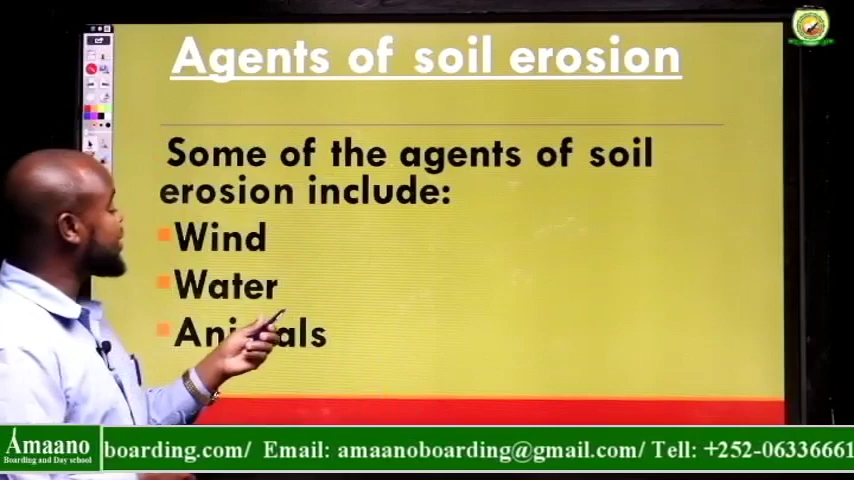 Agents of soil erosion
Some of the agents of soil
erosion include:
Wind
Water
Animals
Amaano
Boarding and Day school
boarding.com/ Email: amaanoboarding@gmail.com/ Tell: +252-06336661